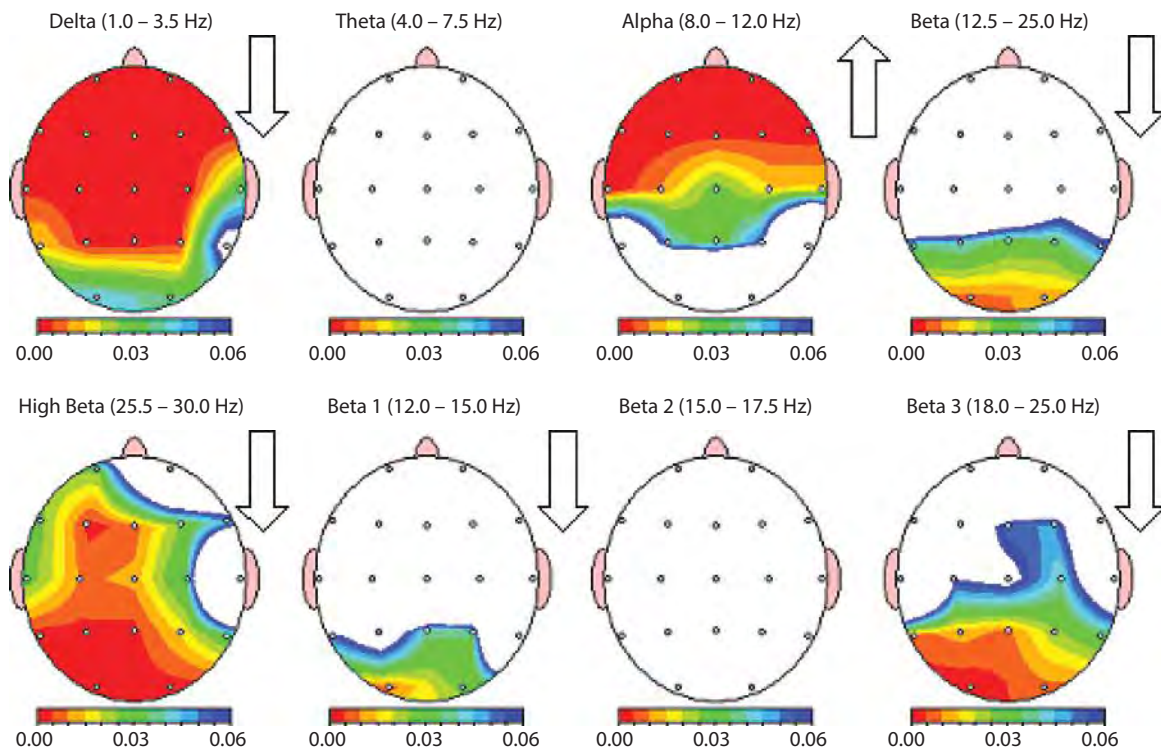 Delta (1.0 – 3.5 Hz)
Theta (4.0 – 7.5 Hz)
Alpha (8.0 – 12.0 Hz)
Beta (12.5 – 25.0 Hz)
0.00 0.03 0.06
0.00 0.03 0.06
0.00 0.03 0.06
0.00 0.03 0.06
High Beta (25.5 – 30.0 Hz)
Beta 1 (12.0 – 15.0 Hz)
Beta 2 (15.0 – 17.5 Hz)
Beta 3 (18.0 – 25.0 Hz)
0.00 0.03 0.06
0.00 0.03 0.06
0.00 0.03 0.06
0.00 0.03 0.06